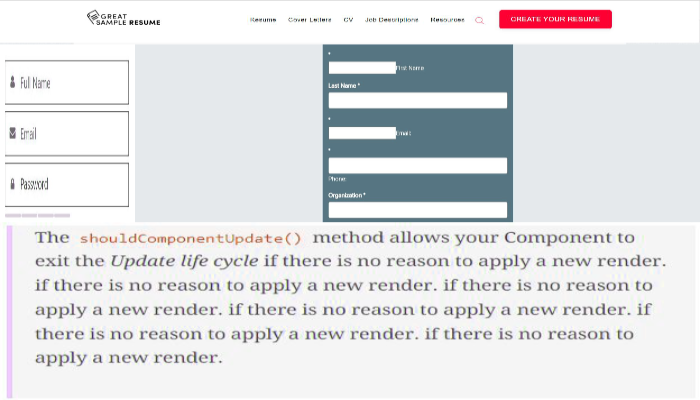 GREAT
SAMPLE RESUME
Resume Cover Letters CV Job Descriptions Resources CREATE YOUR RESUME
*
First Name
Full Name
Last Name *
*
Email
Email
*
Password
Phone
Organization *
The shouldComponentUpdate() method allows your Component to
exit the Update life cycle if there is no reason to apply a new render.
if there is no reason to apply a new render. if there is no reason to
apply a new render. if there is no reason to apply a new render. if
there is no reason to apply a new render. if there is no reason to
apply a new render.